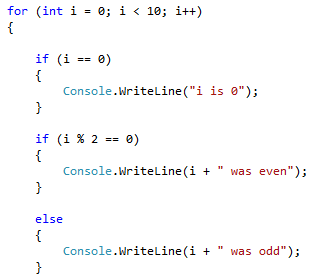 for (int i = 0; i < 10; i++)
{
if (i == 0)
{
Console.WriteLine("i is 0");
}
if (i % 2 == 0)
{
Console.WriteLine(i + " was even");
}
else
{
Console.WriteLine(i + " was odd");
}